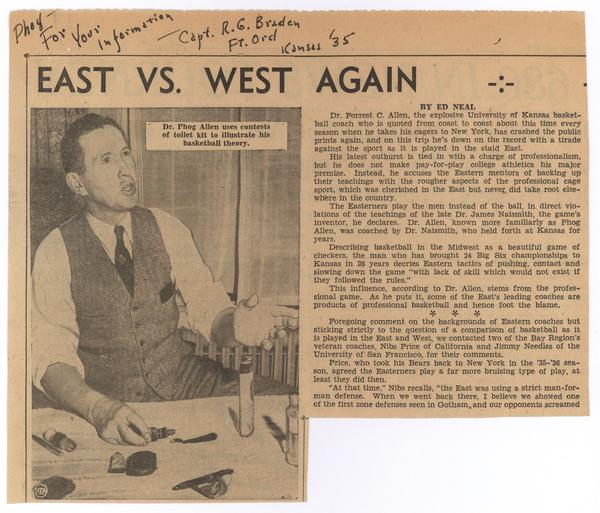 Phog -
For Your
Information - Capt. R.G. Braden
Ft. Ord
Kansas '35
EAST VS. WEST AGAIN -:-
Dr. Phog Allen uses contests
of toilet kit to illustrate his
basketball theory.
BY ED NEAL
Dr. Forrest C. Allen, the explosive University of Kansas basket-
ball coach who is quoted from coast to coast about this time every
season when he takes his cagers to New York, has crashed the public
prints again, and on this trip he's down on the record with a tirade
against the sport as it is played in the staid East.
His latest outburst is tied in with a charge of professionalism,
but he does not make pay-for-play college athletics his major
premise. Instead, he accuses the Eastern mentors of backing up
their teachings with the rougher aspects of the professional cage
sport, which was cherished in the East but never did take root else-
where in the country.
The Easterners play the men instead of the ball, in direct vio-
lations of the teachings of the late Dr. James Naismith, the game's
inventor, he declares. Dr. Allen, known more familiarly as Phog
Allen, was coached by Dr. Naismith, who held forth at Kansas for
years.
Describing basketball in the Midwest as a beautiful game of
checkers, the man who has brought 24 Big Six championships to
Kansas in 26 years decries Eastern tactics of pushing, contact and
slowing down the game "with lack of skill which would not exist if
they followed the rules."
This influence, according to Dr. Allen, stems from the profes-
sional game. As he puts it, some of the East's leading coaches are
products of professional basketball and hence foot the blame.
* * *
Foregoing comment on the backgrounds of Eastern coaches but
sticking strictly to the question of a comparison of basketball as it
is played in the East and West, we contacted two of the Bay Region's
veteran coaches, Nibs Price of California and Jimmy Needles of the
University of San Francisco, for their comments.
Price, who took his Bears back to New York in the '35-'36 sea-
son, agreed the Easterners play a far more bruising type of play, at
least they did then.
"At that time," Nibs recalls, "the East was using a strict man-for-
man defense. When we went back there, I believe we showed one
of the first zone defenses seen in Gotham, and our opponents screamed